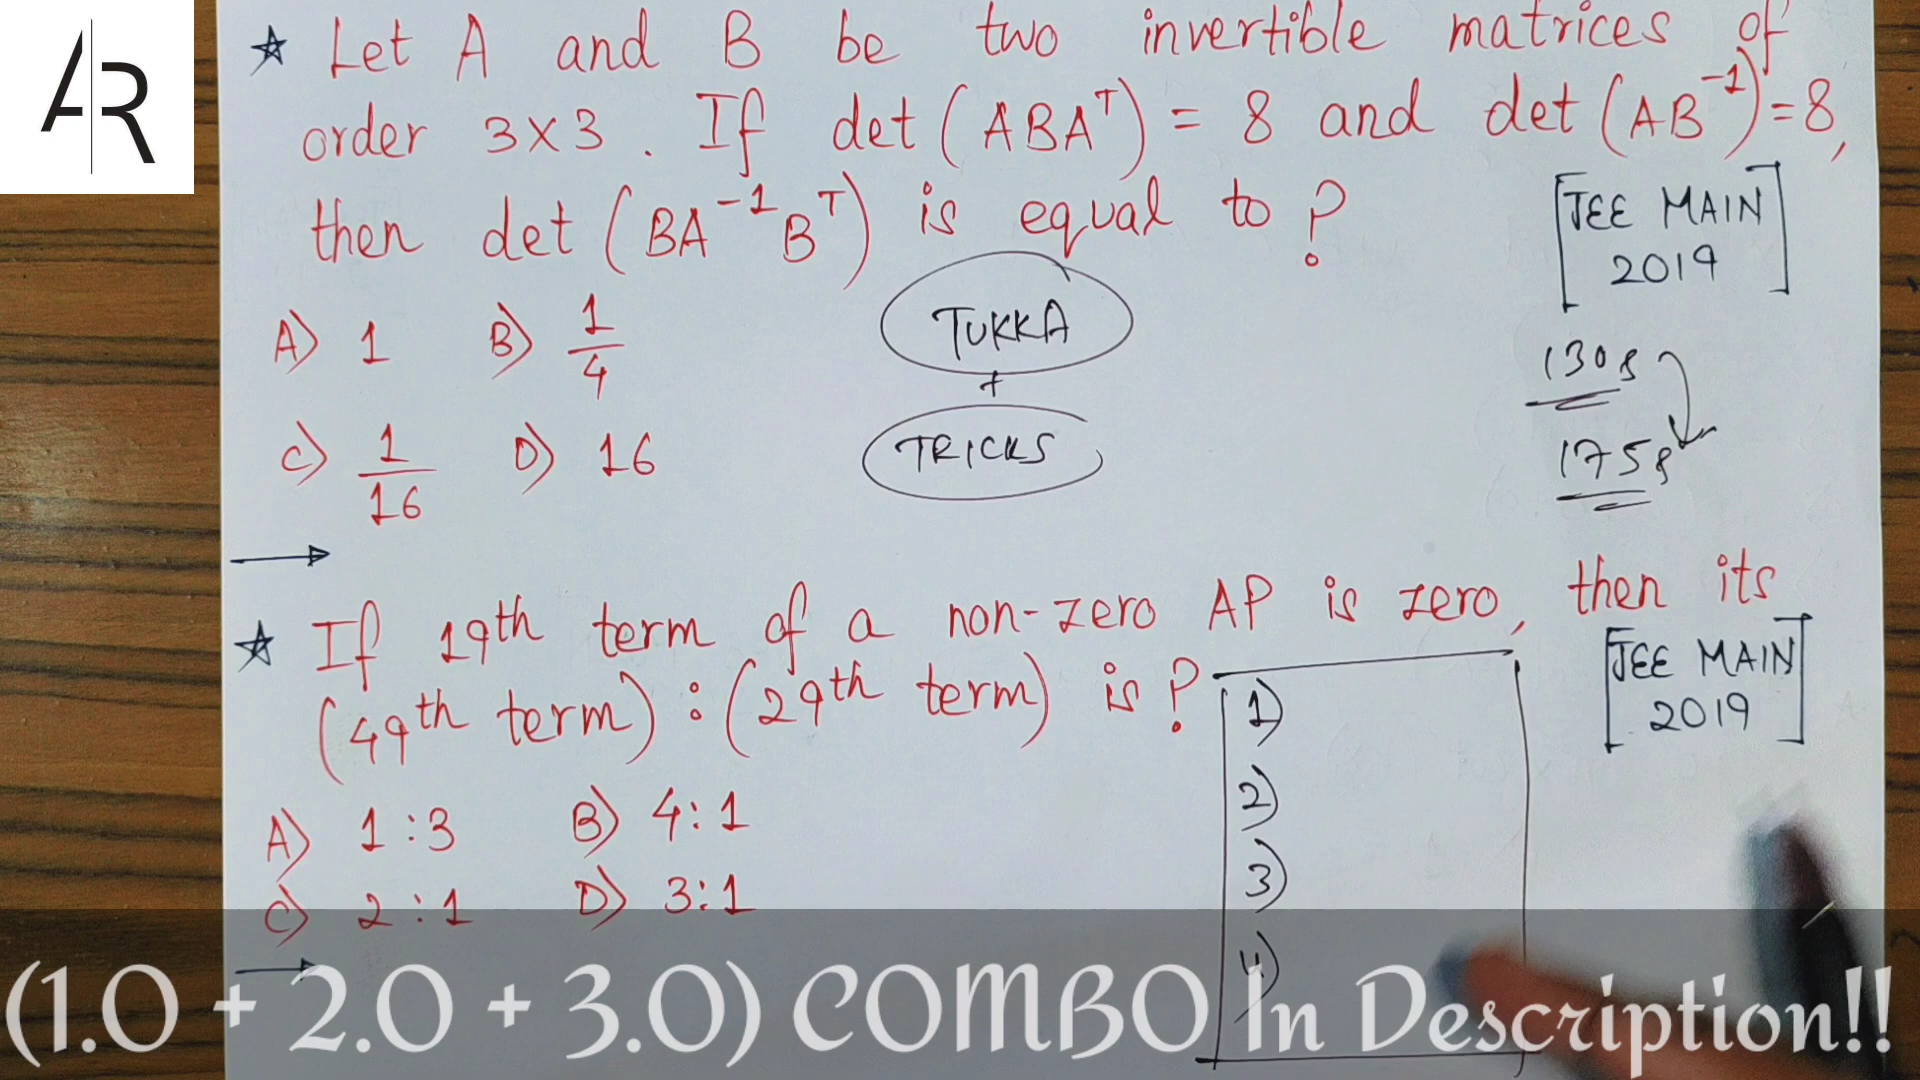 AR
☆ Let A and B be two invertible matrices of
order 3×3. If det (ABAᵀ) = 8 and det (AB⁻¹) = 8,
then det (BA⁻¹Bᵀ) is equal to ?
[JEE MAIN
2019]
A) 1 B) 1/4
C) 1/16 D) 16
TUKKA
+
TRICKS
130s
175s
☆ If 19th term of a non-zero AP is zero, then its
(49th term) : (29th term) is ?
[JEE MAIN
2019]
A) 1:3 B) 4:1
C) 2:1 D) 3:1
1)
2)
3)
4)
(1.0 + 2.0 + 3.0) COMBO In Description!!